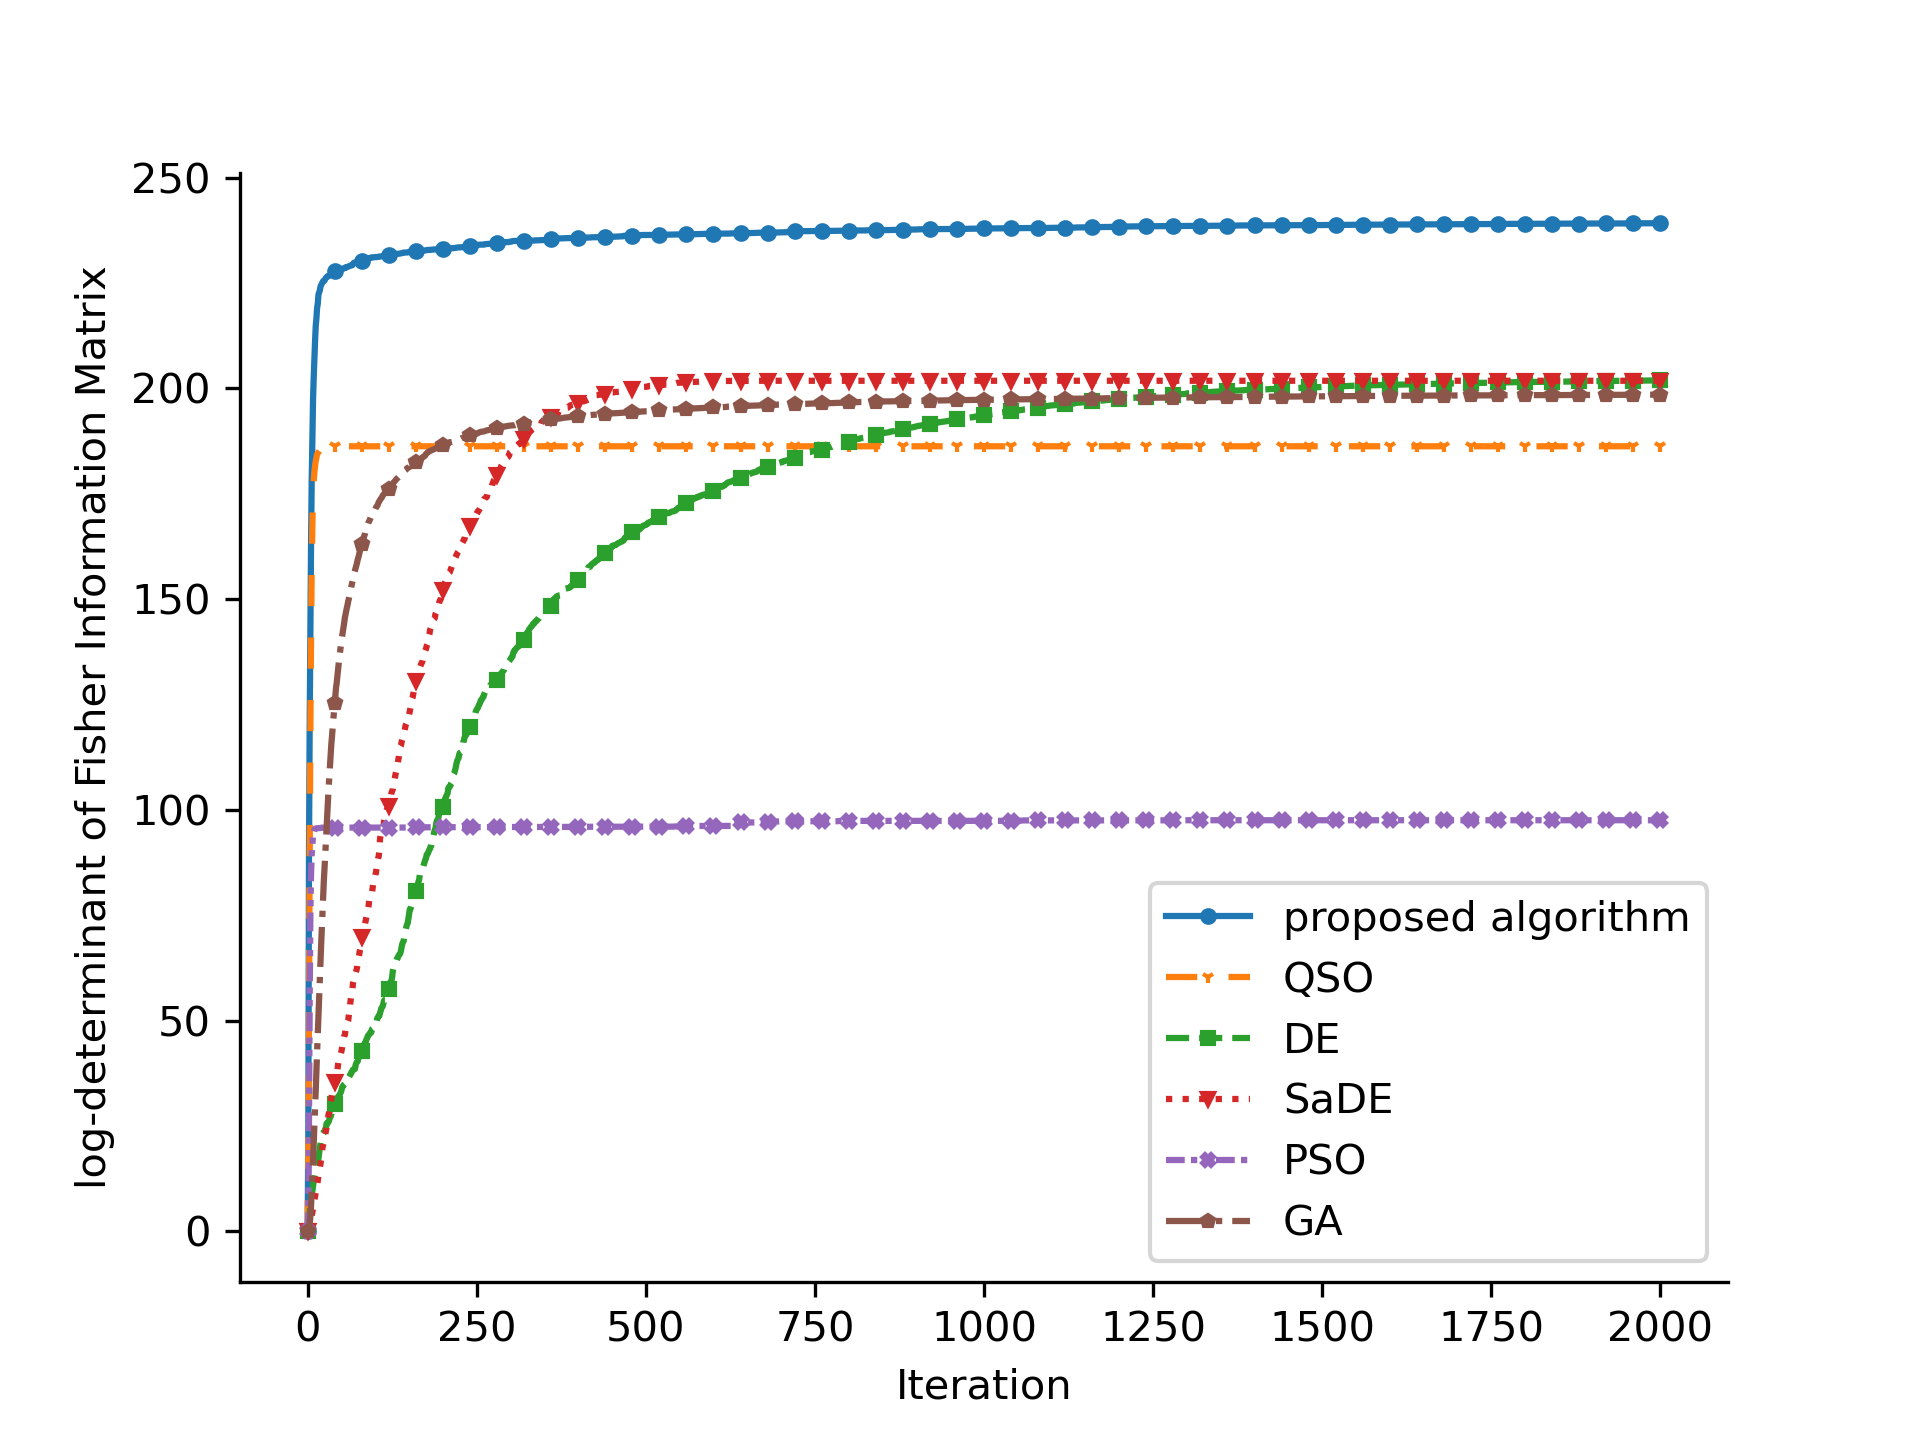 250
200
150
100
50
0
log-determinant of Fisher Information Matrix
proposed algorithm
QSO
DE
SaDE
PSO
GA
0 250 500 750 1000 1250 1500 1750 2000
Iteration